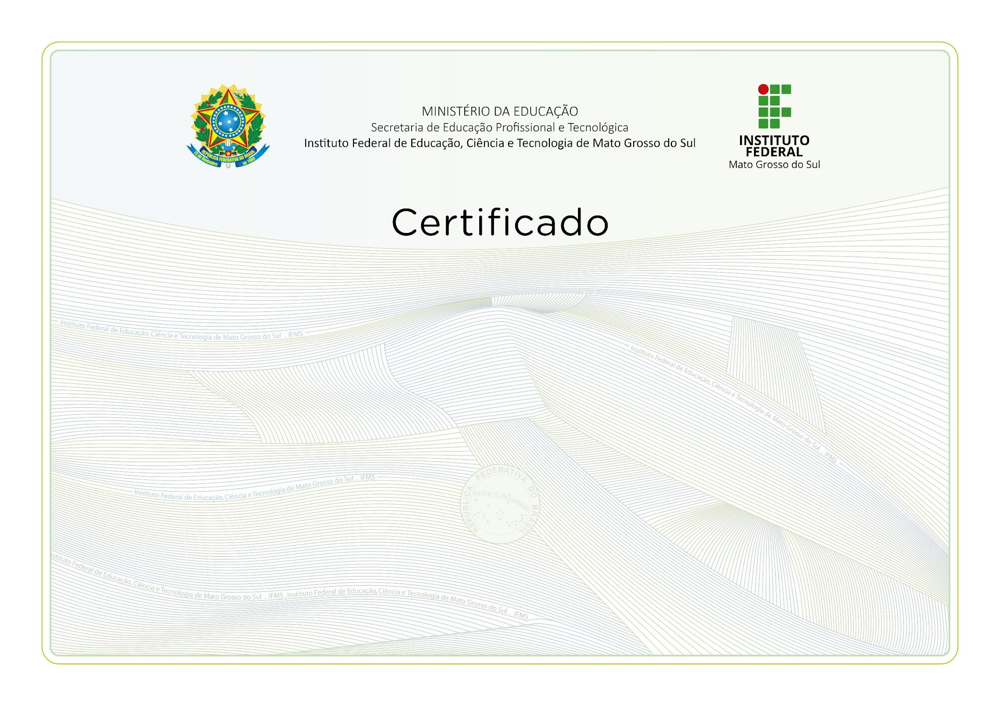 MINISTÉRIO DA EDUCAÇÃO
Secretaria de Educação Profissional e Tecnológica
Instituto Federal de Educação, Ciência e Tecnologia de Mato Grosso do Sul
15 de Novembro
REPÚBLICA FEDERATIVA DO BRASIL
de 1889
INSTITUTO
FEDERAL
Mato Grosso do Sul
Certificado
“ Instituto Federal de Educação, Ciência e Tecnologia de Mato Grosso do Sul . IFMS ”
“ Instituto Federal de Educação, Ciência e Tecnologia de Mato Grosso do Sul . IFMS ”
Instituto Federal de Educação, Ciência e Tecnologia de Mato Grosso do Sul . IFMS
REPÚBLICA FEDERATIVA DO BRASIL
ORDEM E PROGRESSO
nstituto Federal de Educação, Ciência e Tecnologia de Mato Grosso do Sul . IFMS . Instituto Federal de Educação, Ciência e Tecnologia de Mato Grosso do Sul . IFMS